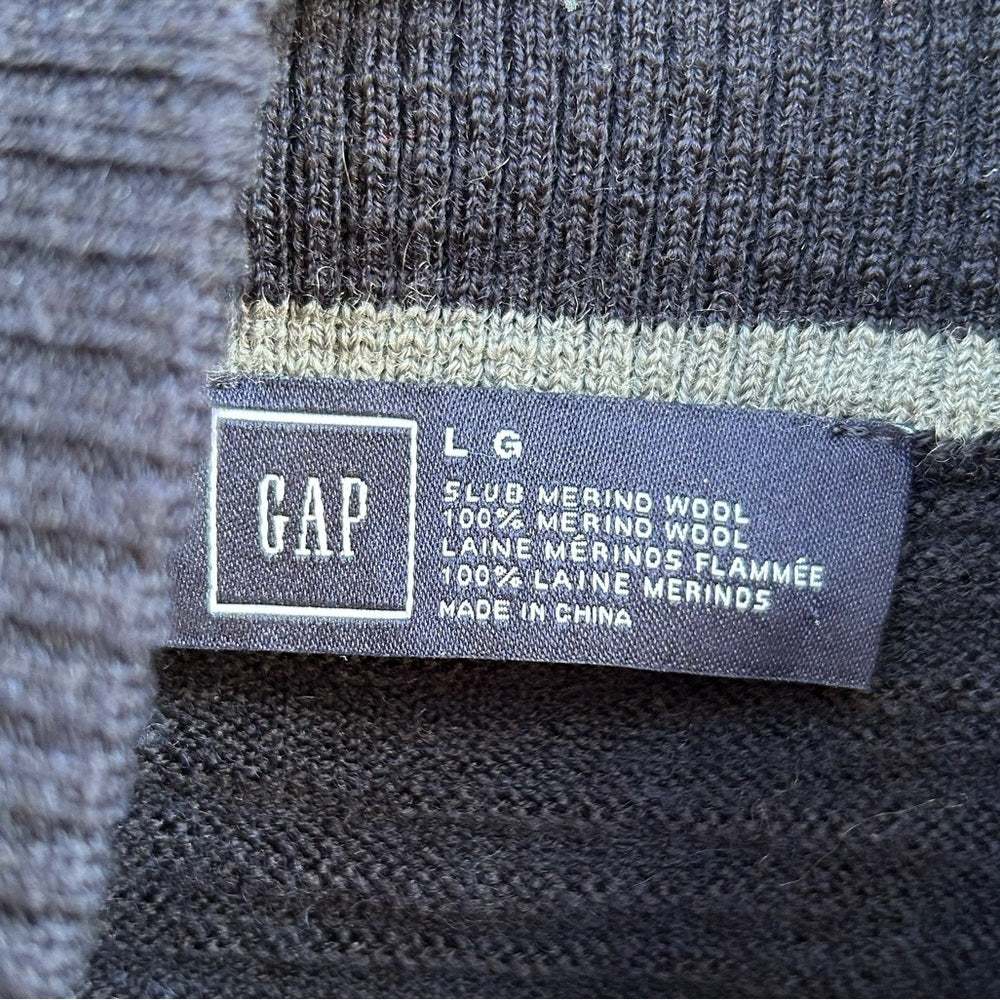 GAP
L G
SLUB MERINO WOOL
100% MERINO WOOL
LAINE MÉRINOS FLAMMÉE
100% LAINE MERINOS
MADE IN CHINA